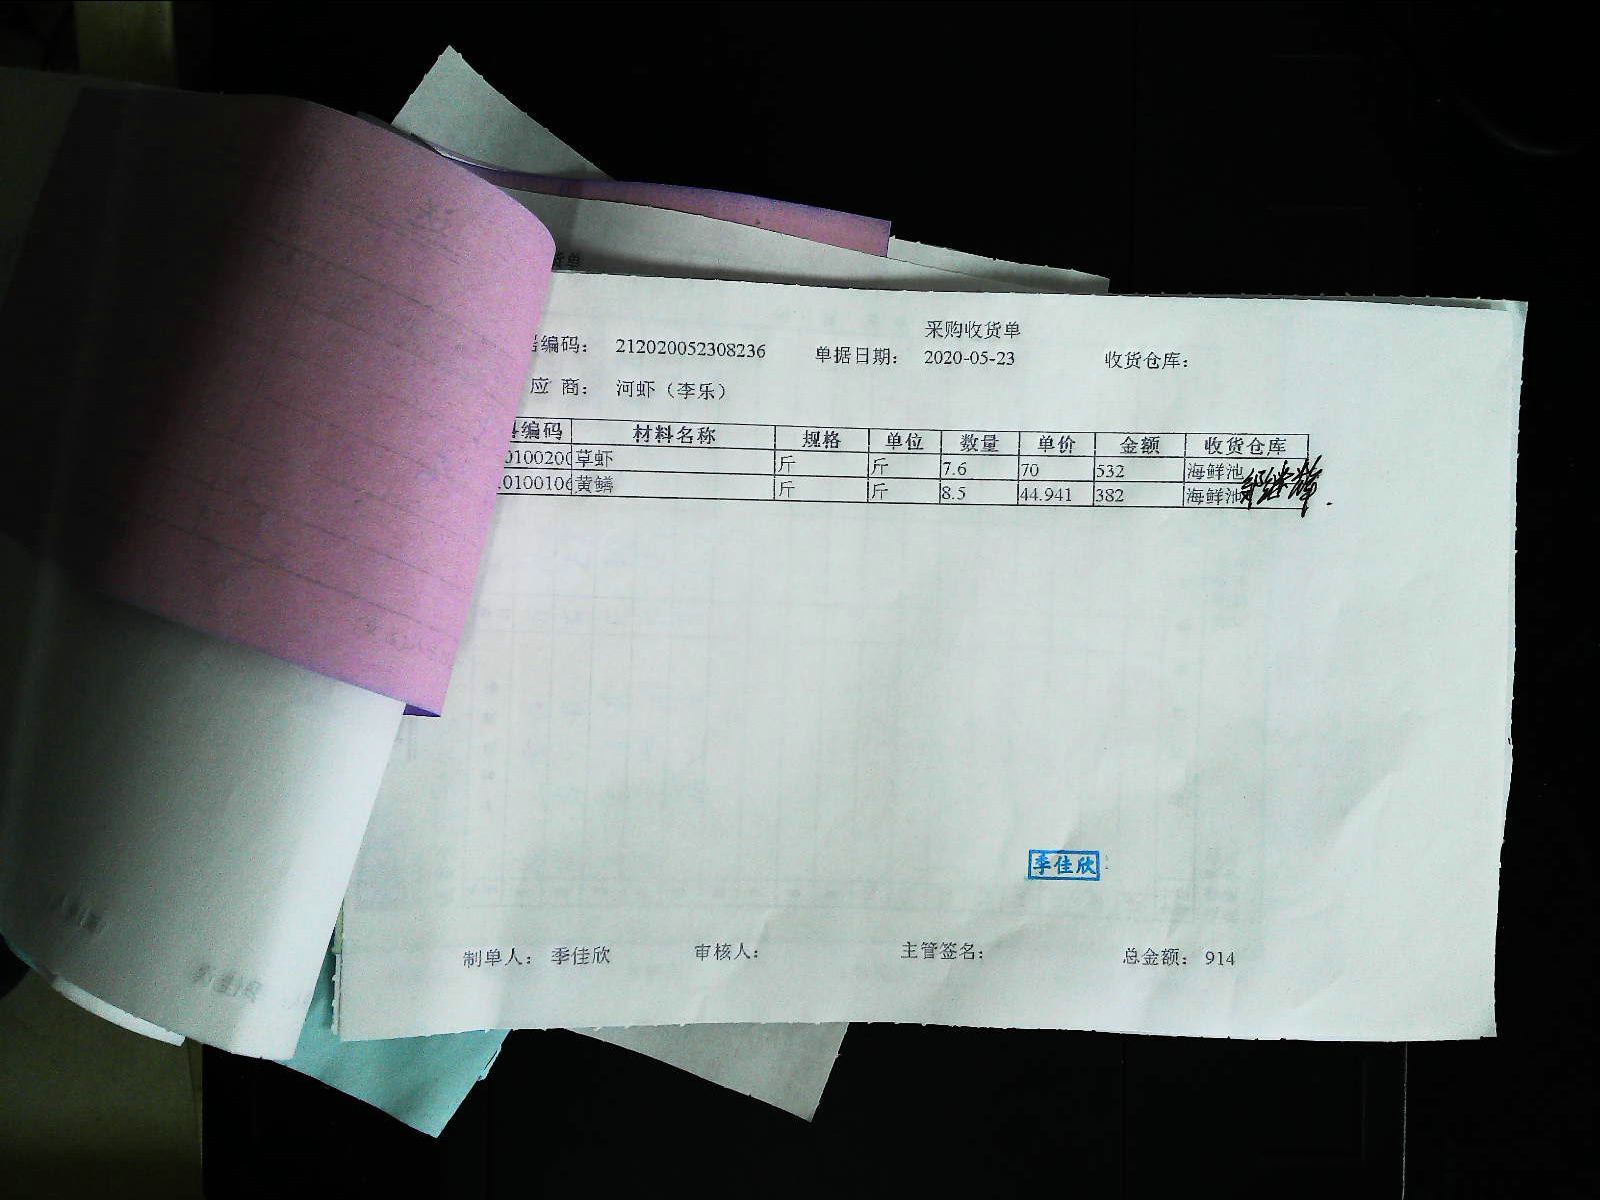 货单
采购收货单
编码： 212020052308236 单据日期： 2020-05-23 收货仓库：
应 商： 河虾（李乐）
编码 材料名称 规格 单位 数量 单价 金额 收货仓库
0100200 草虾 斤 斤 7.6 70 532 海鲜池
0100106 黄鳝 斤 斤 8.5 44.941 382 海鲜池
季佳欣
制单人： 季佳欣 审核人： 主管签名： 总金额： 914